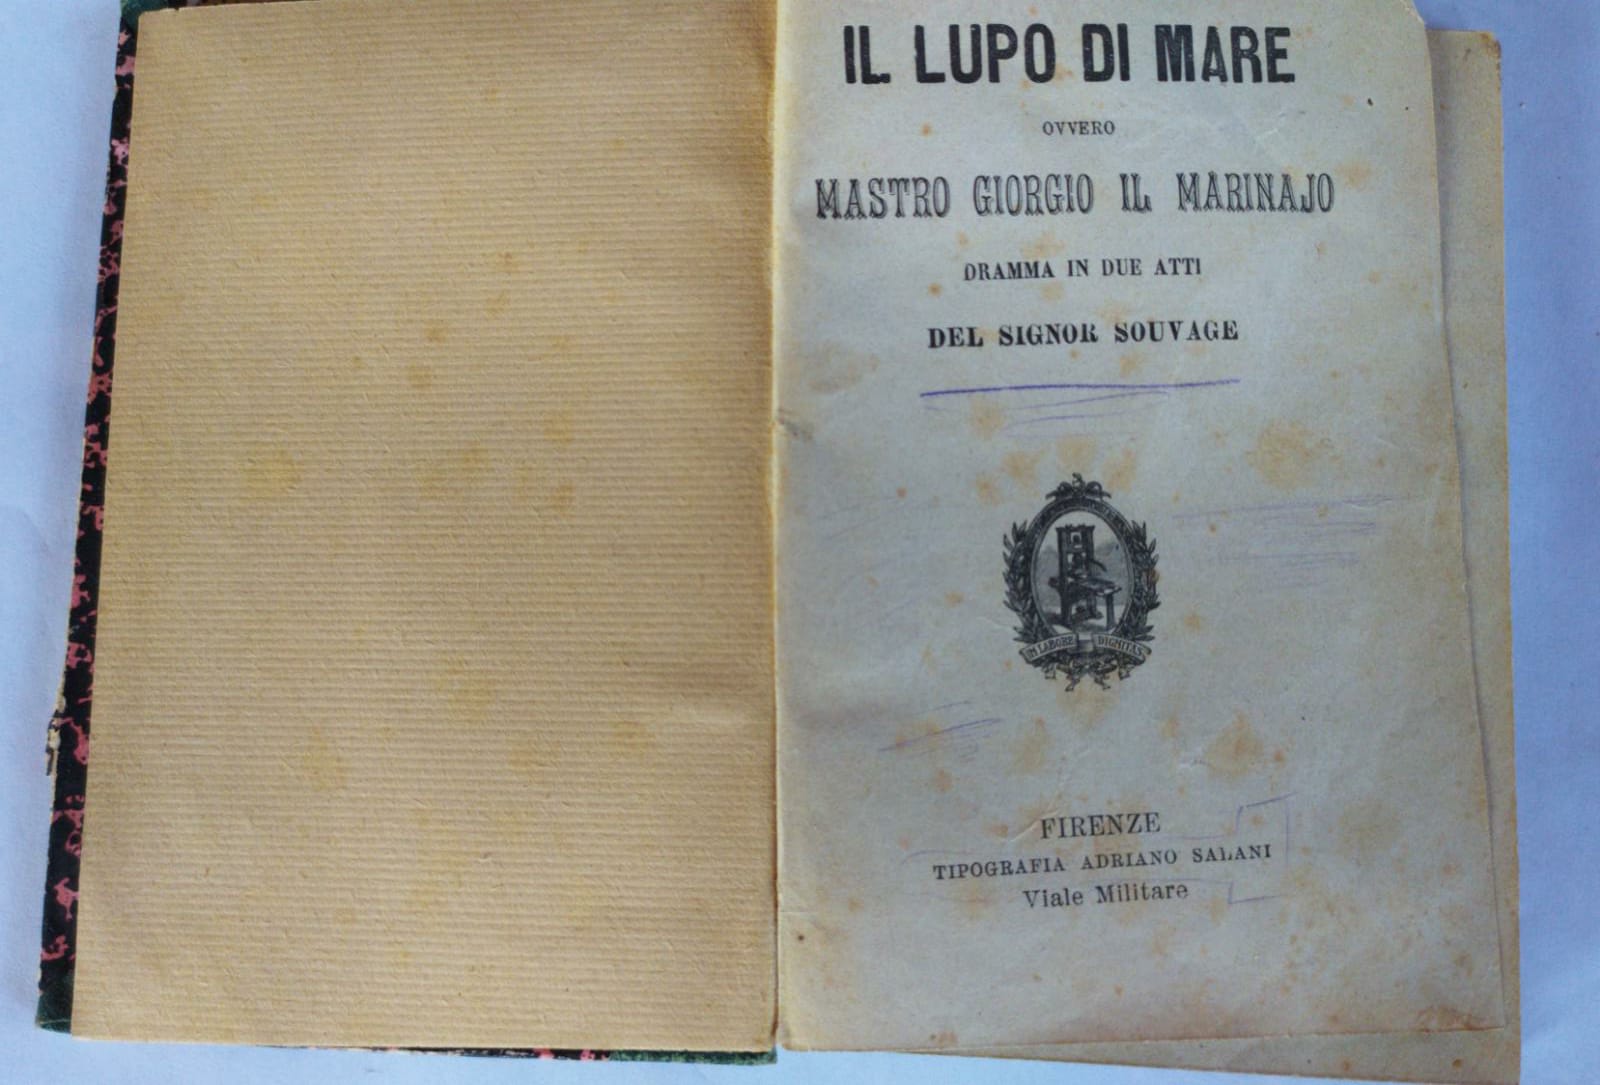 IL LUPO DI MARE
OVVERO
MASTRO GIORGIO IL MARINAJO
DRAMMA IN DUE ATTI
DEL SIGNOR SOUVAGE
IN LABORE DIGNITAS
FIRENZE
TIPOGRAFIA ADRIANO SALANI
Viale Militare